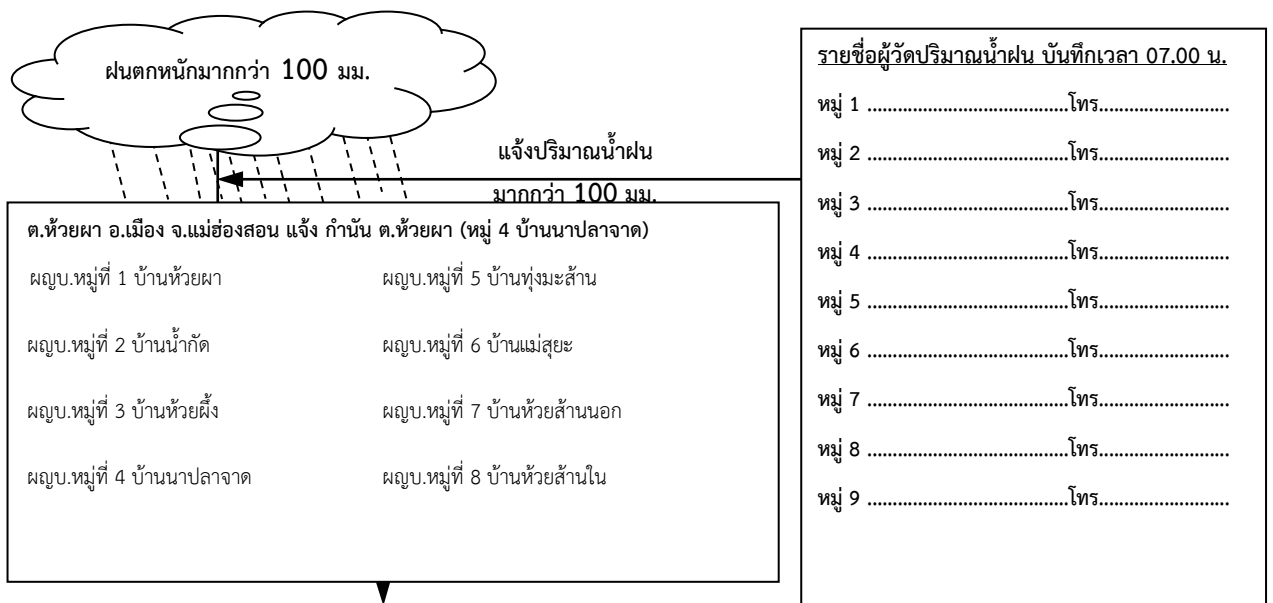 ฝนตกหนักมากกว่า 100 มม.
แจ้งปริมาณน้ำฝน
มากกว่า 100 มม.
ต.ห้วยผา อ.เมือง จ.แม่ฮ่องสอน แจ้ง กำนัน ต.ห้วยผา (หมู่ 4 บ้านนาปลาจาด)
ผญบ.หมู่ที่ 1 บ้านห้วยผา ผญบ.หมู่ที่ 5 บ้านทุ่งมะส้าน
ผญบ.หมู่ที่ 2 บ้านน้ำกัด ผญบ.หมู่ที่ 6 บ้านแม่สุยะ
ผญบ.หมู่ที่ 3 บ้านห้วยผึ้ง ผญบ.หมู่ที่ 7 บ้านห้วยส้านนอก
ผญบ.หมู่ที่ 4 บ้านนาปลาจาด ผญบ.หมู่ที่ 8 บ้านห้วยส้านใน
รายชื่อผู้วัดปริมาณน้ำฝน บันทึกเวลา 07.00 น.
หมู่ 1 ....................................โทร........................
หมู่ 2 ....................................โทร........................
หมู่ 3 ....................................โทร........................
หมู่ 4 ....................................โทร........................
หมู่ 5 ....................................โทร........................
หมู่ 6 ....................................โทร........................
หมู่ 7 ....................................โทร........................
หมู่ 8 ....................................โทร........................
หมู่ 9 ....................................โทร........................